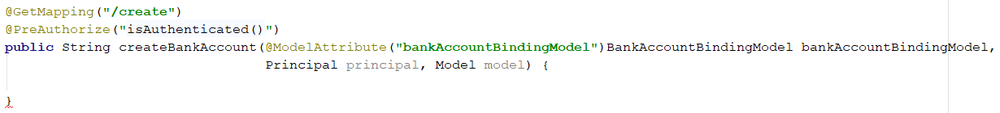 @GetMapping("/create")
@PreAuthorize("isAuthenticated()")
public String createBankAccount(@ModelAttribute("bankAccountBindingModel")BankAccountBindingModel bankAccountBindingModel,
Principal principal, Model model) {
}